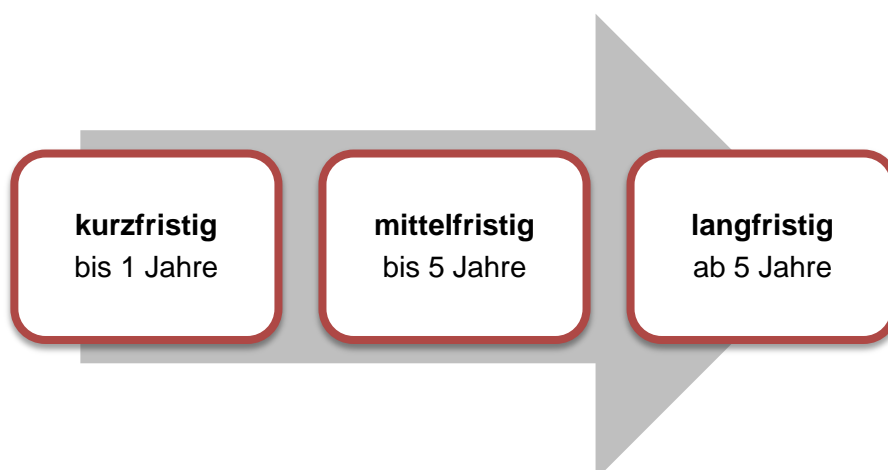 kurzfristig
bis 1 Jahre
mittelfristig
bis 5 Jahre
langfristig
ab 5 Jahre